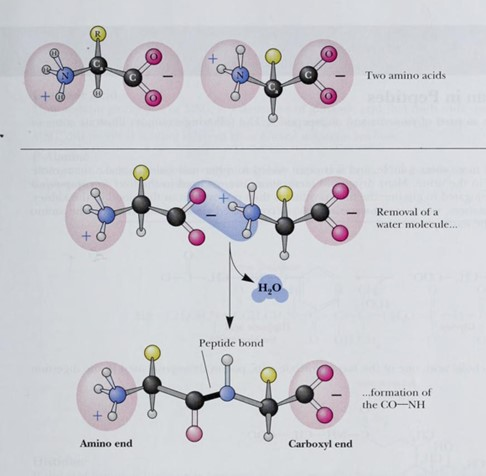 R
H H N H C H C O O
+ −
+ N C C O O −
Two amino acids
+ − + −
Removal of a
water molecule...
H₂O
Peptide bond
+ −
...formation of
the CO—NH
Amino end
Carboxyl end